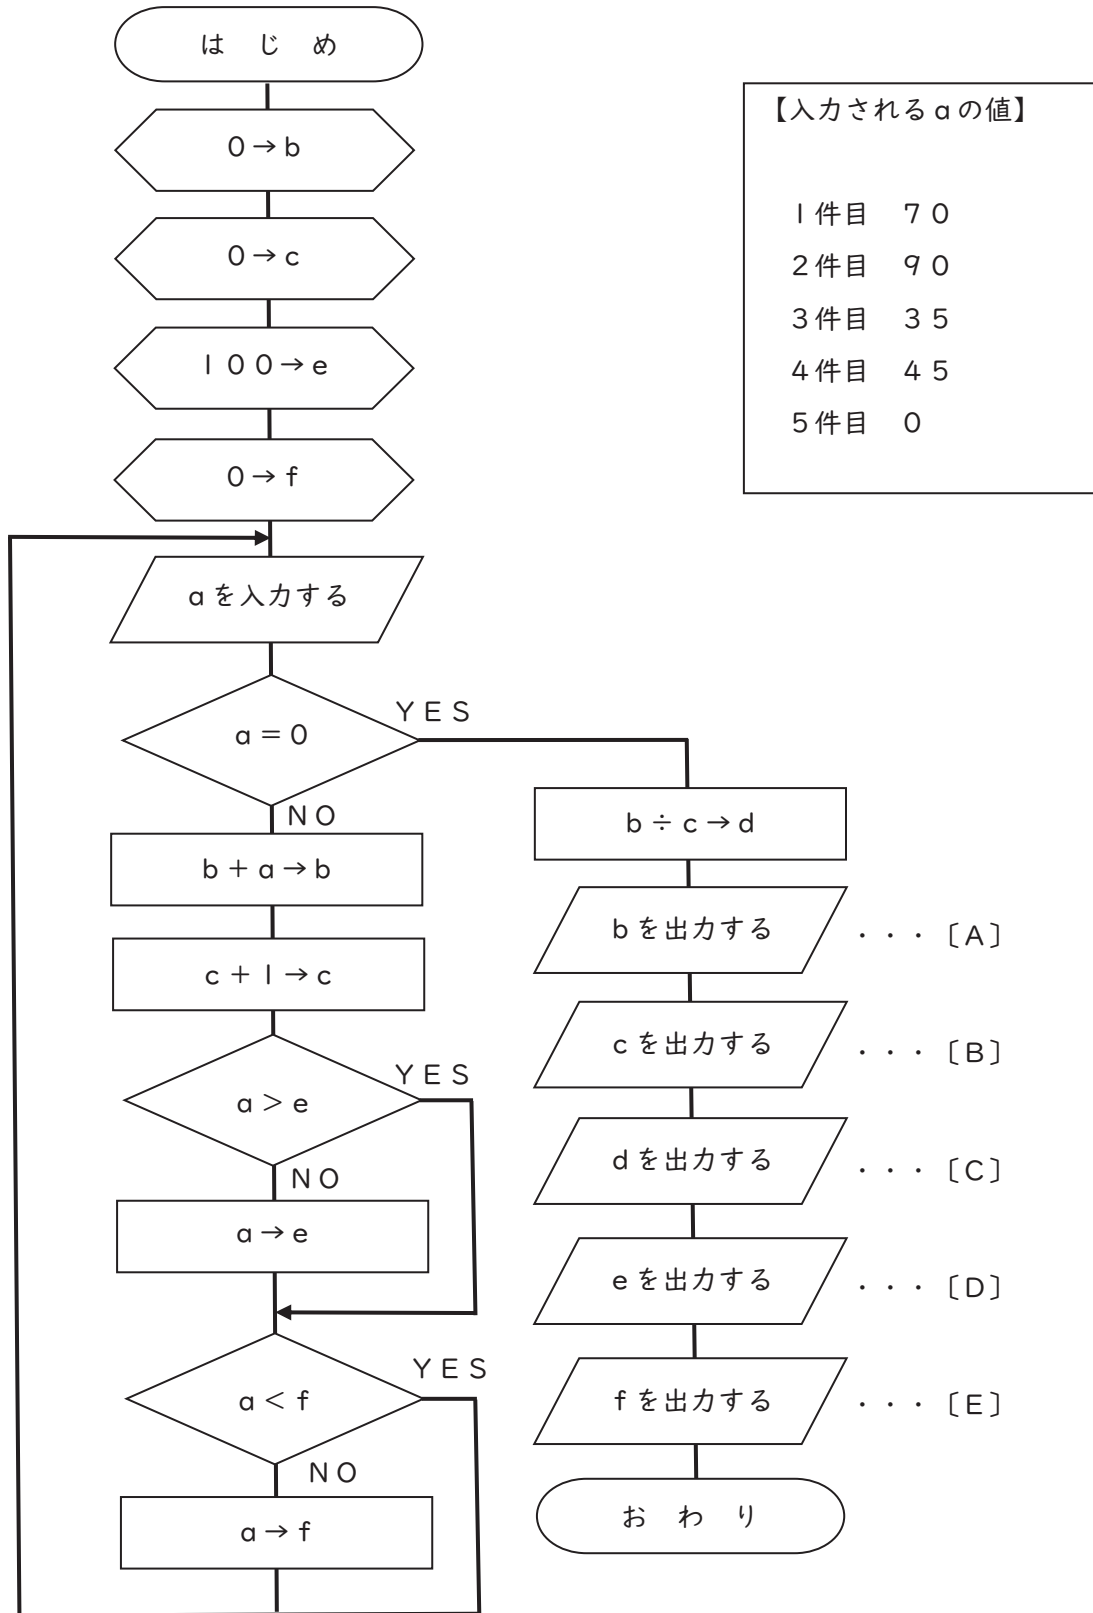 は じ め
０→ｂ
０→ｃ
１００→ｅ
０→ｆ
ａを入力する
ａ＝０
ＹＥＳ
ＮＯ
ｂ＋ａ→ｂ
ｃ＋１→ｃ
ａ＞ｅ
ＹＥＳ
ＮＯ
ａ→ｅ
ａ＜ｆ
ＹＥＳ
ＮＯ
ａ→ｆ
【入力されるａの値】
１件目 ７０
２件目 ９０
３件目 ３５
４件目 ４５
５件目 ０
ｂ÷ｃ→ｄ
ｂを出力する ・・・〔Ａ〕
ｃを出力する ・・・〔Ｂ〕
ｄを出力する ・・・〔Ｃ〕
ｅを出力する ・・・〔Ｄ〕
ｆを出力する ・・・〔Ｅ〕
お わ り